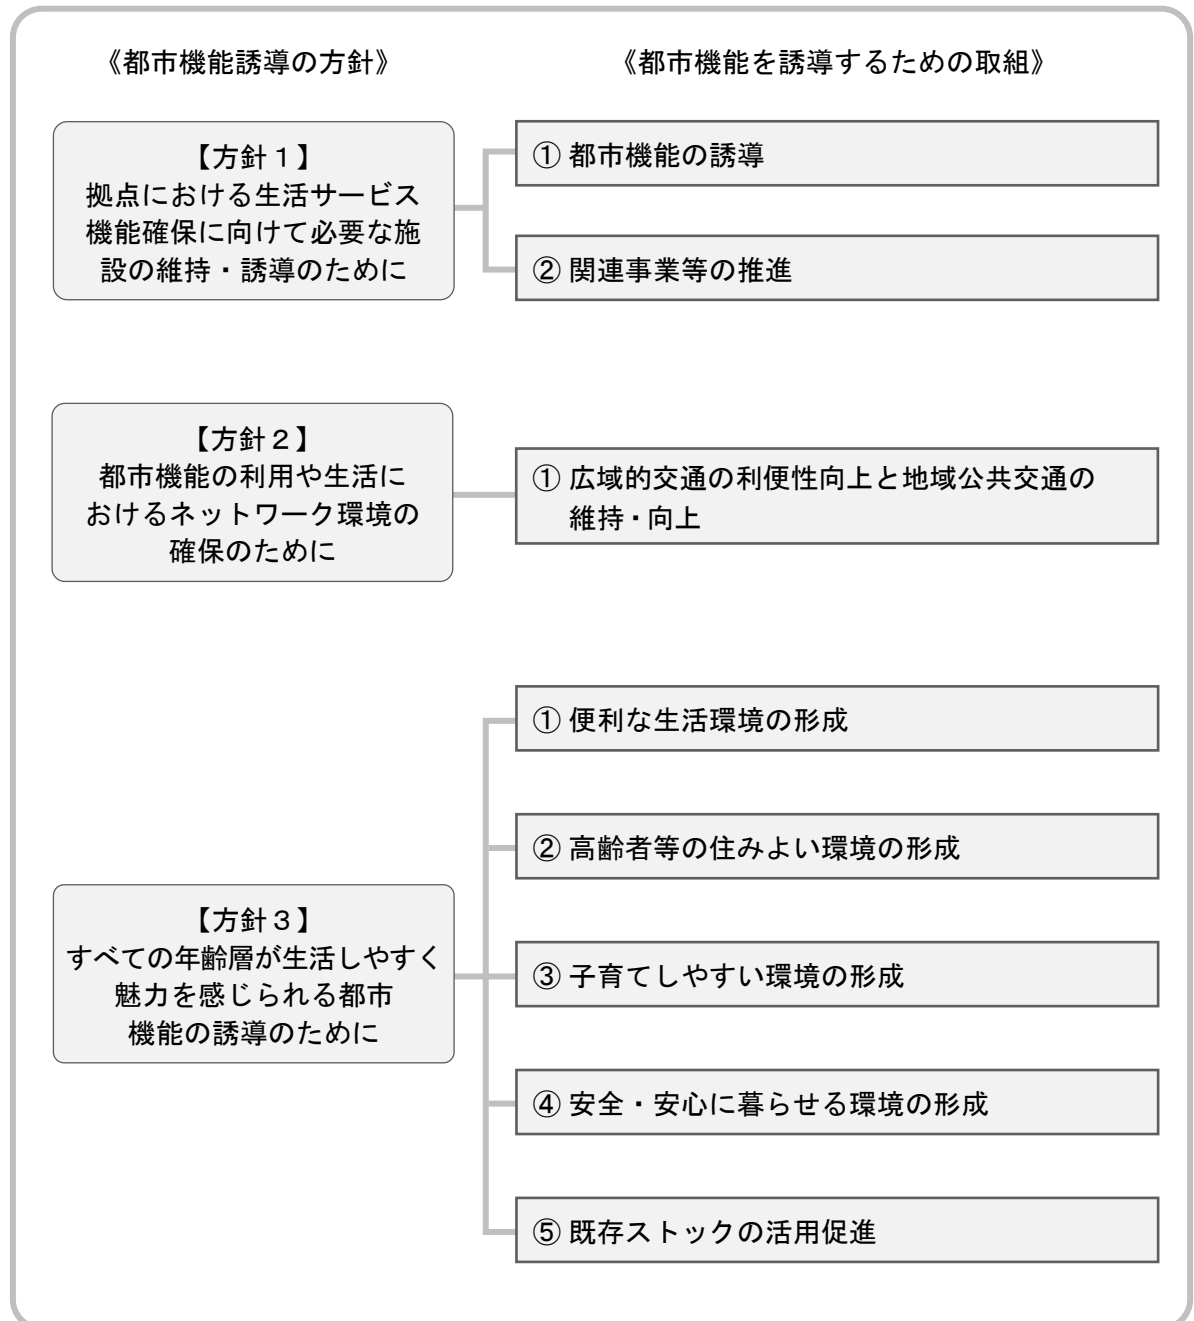 《都市機能誘導の方針》
《都市機能を誘導するための取組》
【方針１】
拠点における生活サービス
機能確保に向けて必要な施
設の維持・誘導のために
① 都市機能の誘導
② 関連事業等の推進
【方針２】
都市機能の利用や生活に
おけるネットワーク環境の
確保のために
① 広域的交通の利便性向上と地域公共交通の
維持・向上
【方針３】
すべての年齢層が生活しやすく
魅力を感じられる都市
機能の誘導のために
① 便利な生活環境の形成
② 高齢者等の住みよい環境の形成
③ 子育てしやすい環境の形成
④ 安全・安心に暮らせる環境の形成
⑤ 既存ストックの活用促進